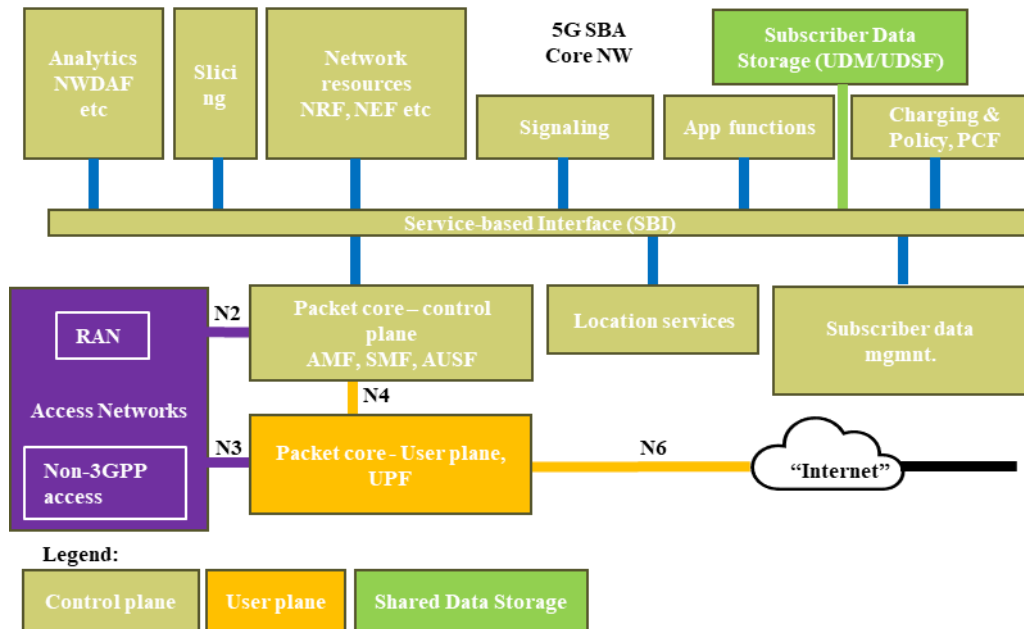 Analytics
NWDAF
etc
Slici
ng
Network
resources
NRF, NEF etc
5G SBA
Core NW
Subscriber Data
Storage (UDM/UDSF)
Signaling
App functions
Charging &
Policy, PCF
Service-based Interface (SBI)
N2
RAN
Packet core – control
plane
AMF, SMF, AUSF
Location services
Subscriber data
mgmnt.
N4
Access Networks
N3
Non-3GPP
access
Packet core - User plane,
UPF
N6
“Internet”
Legend:
Control plane
User plane
Shared Data Storage